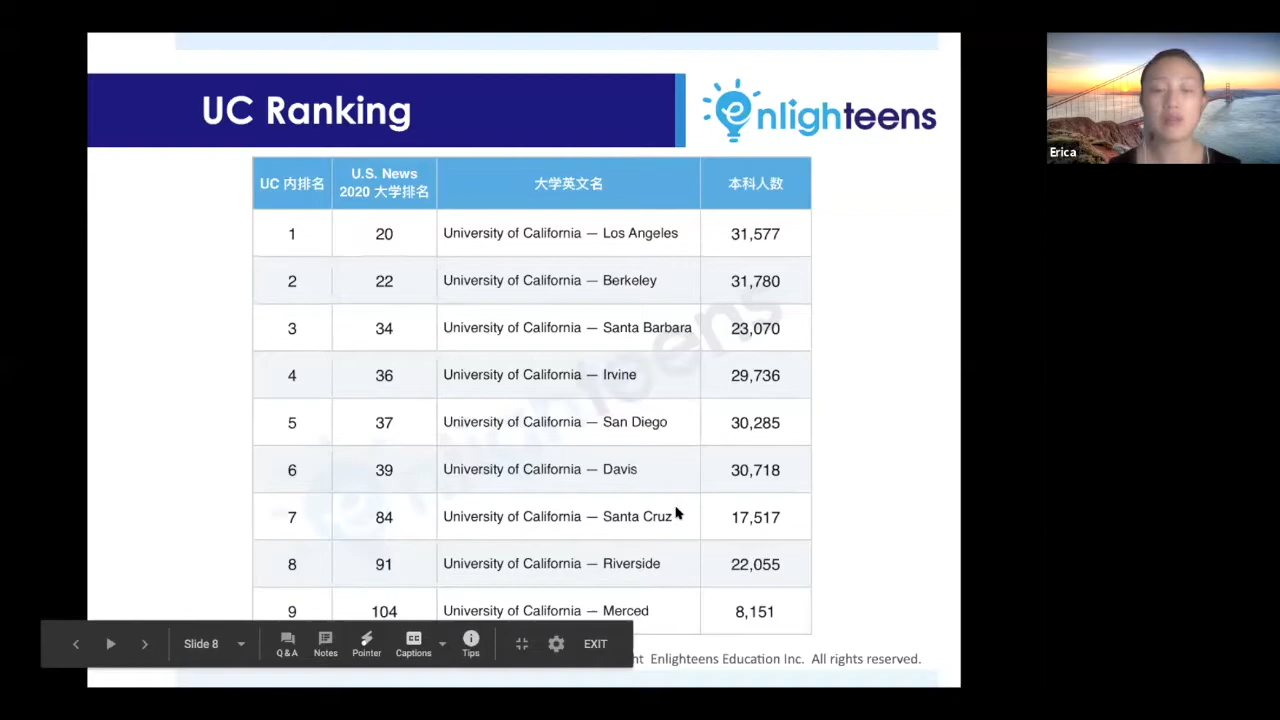 UC Ranking
enlighteens
Erica
UC 内排名
U.S. News
2020 大学排名
大学英文名
本科人数
1 20 University of California — Los Angeles 31,577
2 22 University of California — Berkeley 31,780
3 34 University of California — Santa Barbara 23,070
4 36 University of California — Irvine 29,736
5 37 University of California — San Diego 30,285
6 39 University of California — Davis 30,718
7 84 University of California — Santa Cruz 17,517
8 91 University of California — Riverside 22,055
9 104 University of California — Merced 8,151
enlighteens
Slide 8
Q&A
Notes
Pointer
CC
Captions
Tips
EXIT
Enlighteens Education Inc. All rights reserved.